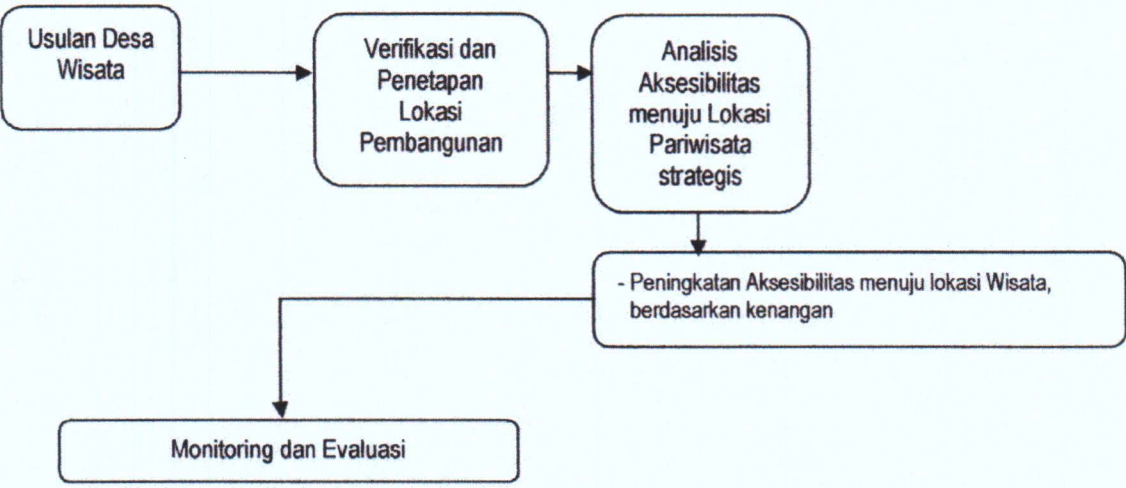 Usulan Desa
Wisata
Verifikasi dan
Penetapan
Lokasi
Pembangunan
Analisis
Aksesibilitas
menuju Lokasi
Pariwisata
strategis
- Peningkatan Aksesibilitas menuju lokasi Wisata,
berdasarkan kenangan
Monitoring dan Evaluasi